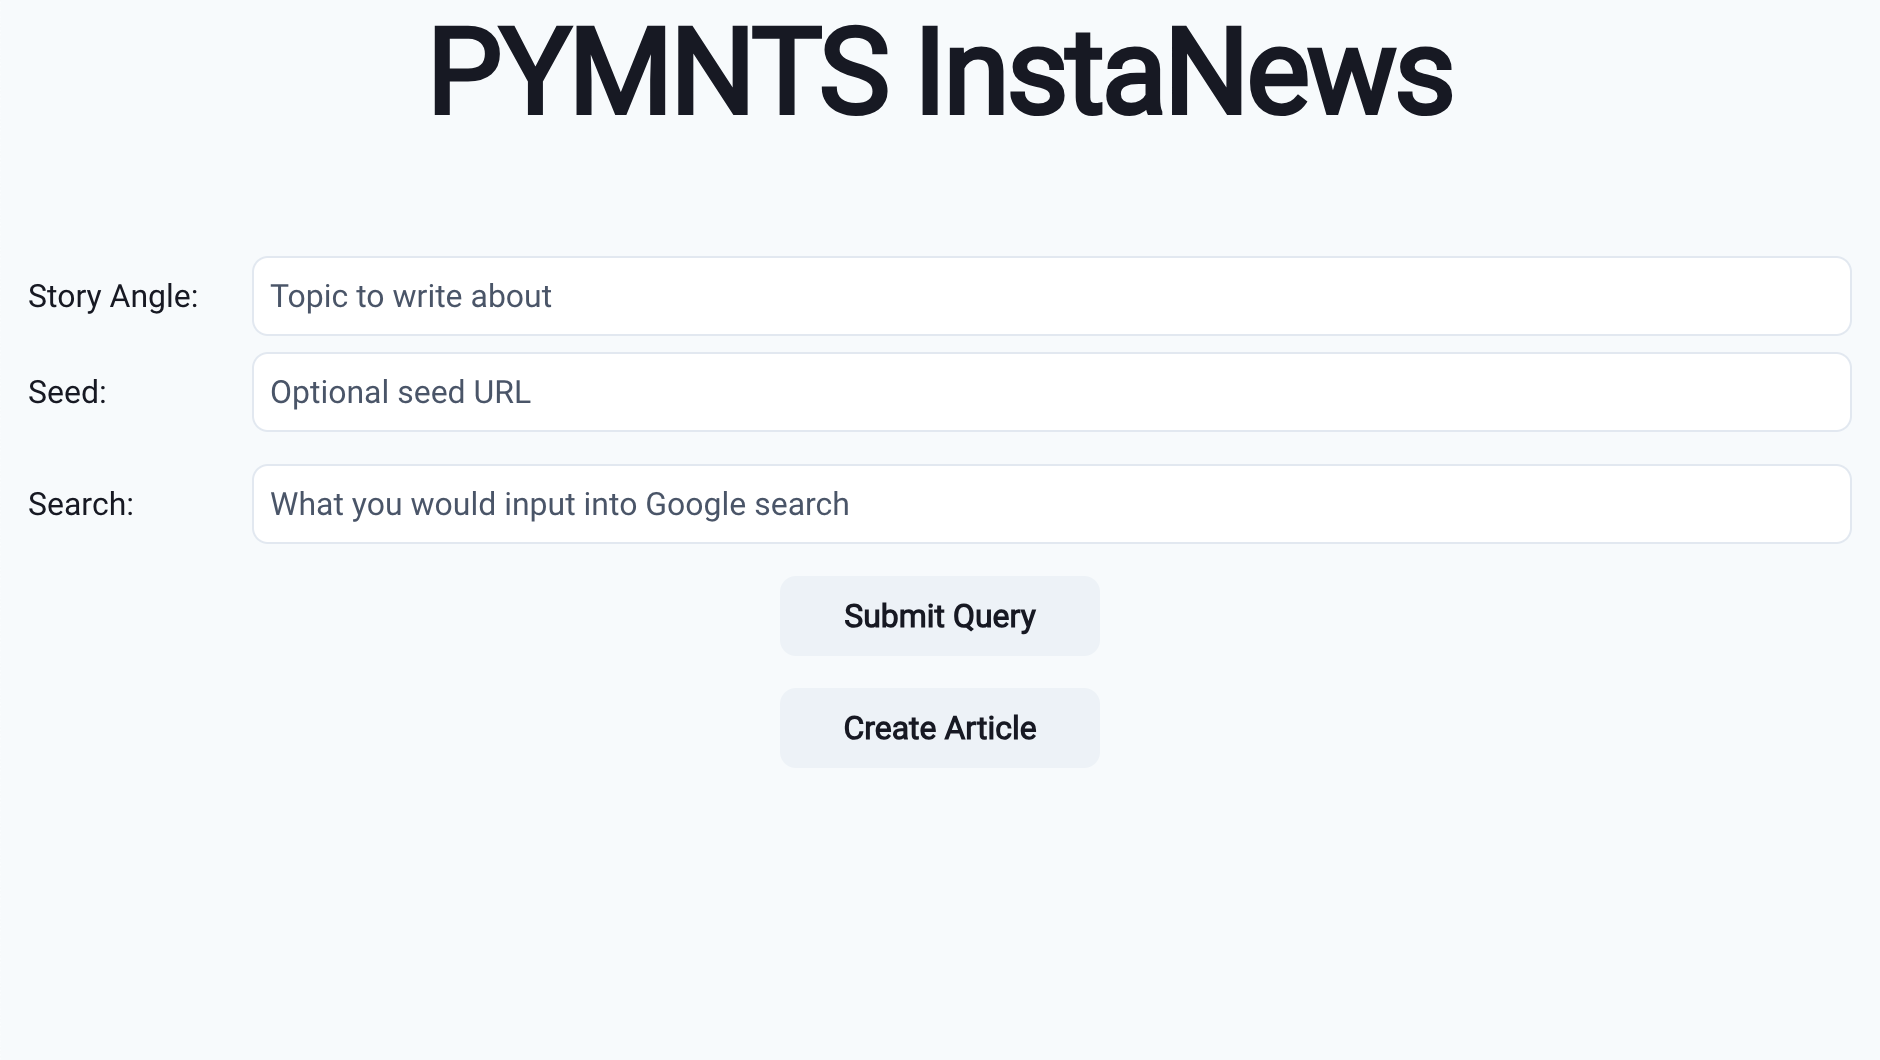 PYMNTS InstaNews
Story Angle: Topic to write about
Seed: Optional seed URL
Search: What you would input into Google search
Submit Query
Create Article